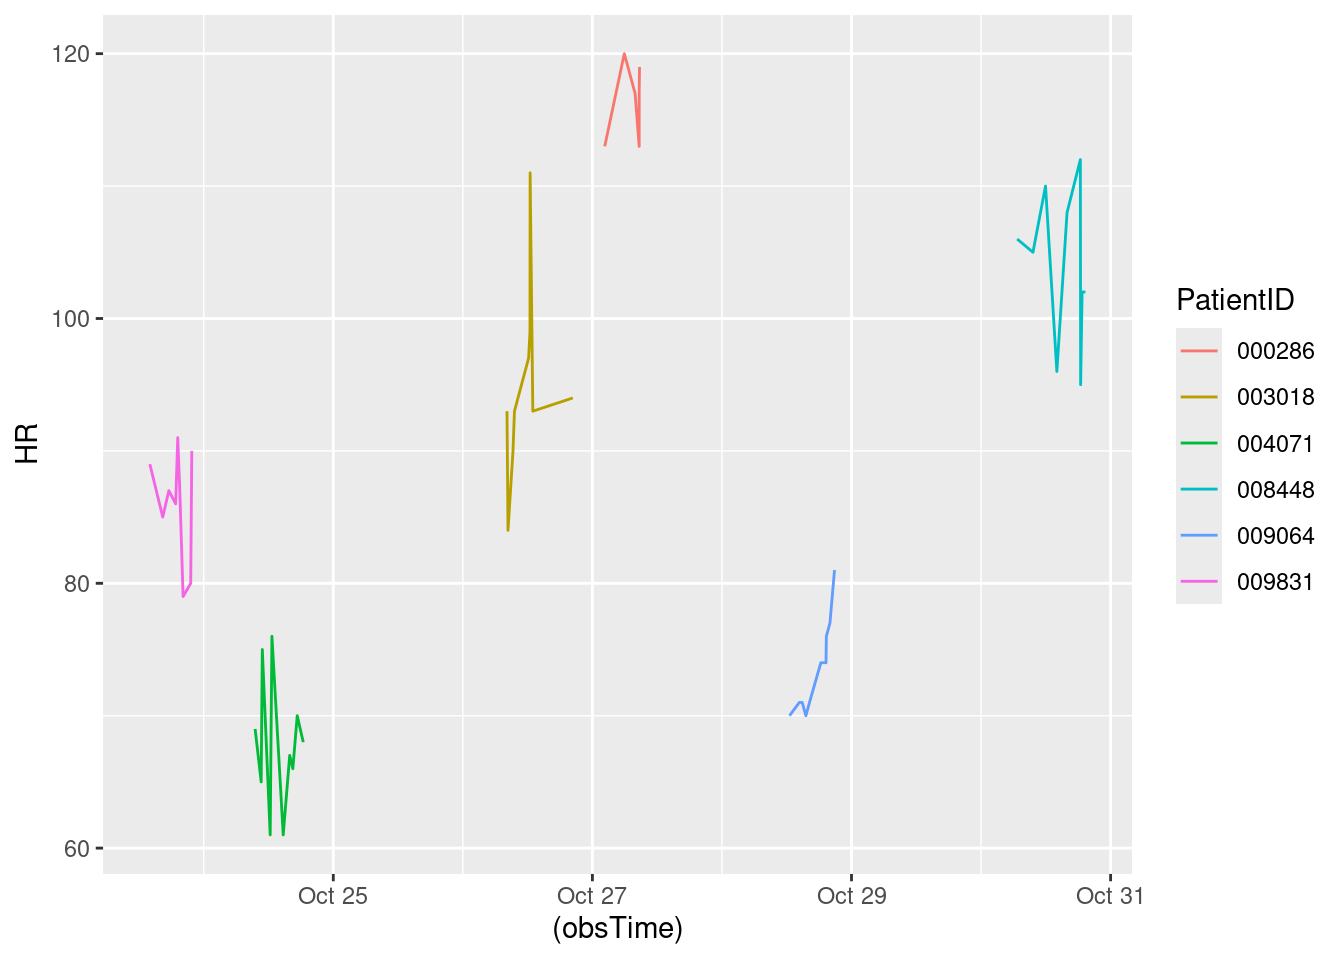 120
100
80
60
HR
Oct 25
Oct 27
Oct 29
Oct 31
(obsTime)
PatientID
000286
003018
004071
008448
009064
009831